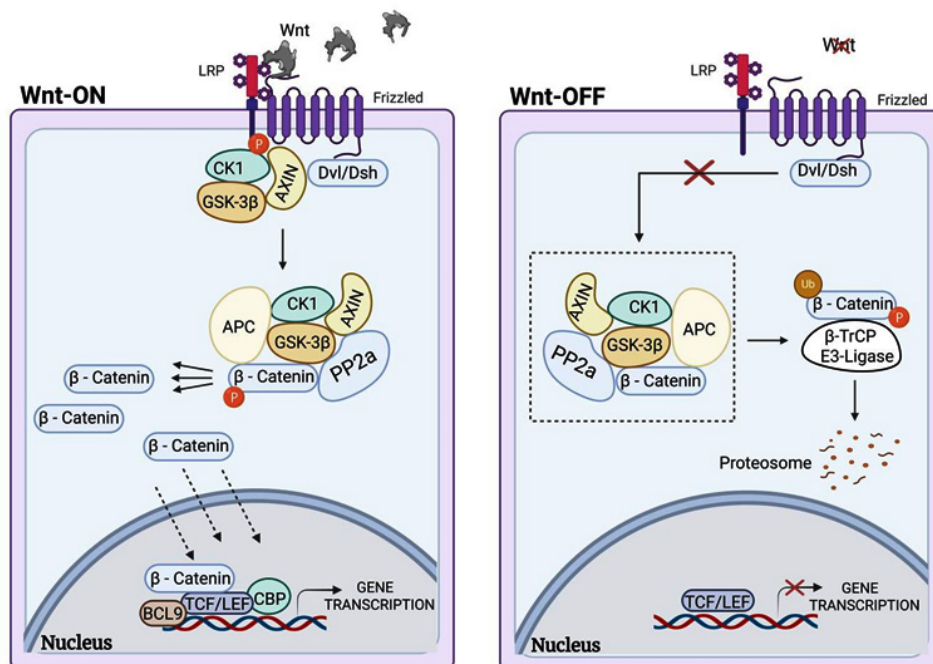 Wnt-ON
Wnt
LRP
Frizzled
P
CK1
GSK-3β
AXIN
Dvl/Dsh
APC
CK1
GSK-3β
AXIN
β - Catenin
PP2a
P
β - Catenin
β - Catenin
β - Catenin
β - Catenin
TCF/LEF
CBP
BCL9
GENE
TRANSCRIPTION
Nucleus
Wnt-OFF
Wnt
LRP
Frizzled
Dvl/Dsh
AXIN
CK1
GSK-3β
APC
PP2a
β - Catenin
Ub
β - Catenin
P
β-TrCP
E3-Ligase
Proteosome
TCF/LEF
GENE
TRANSCRIPTION
Nucleus